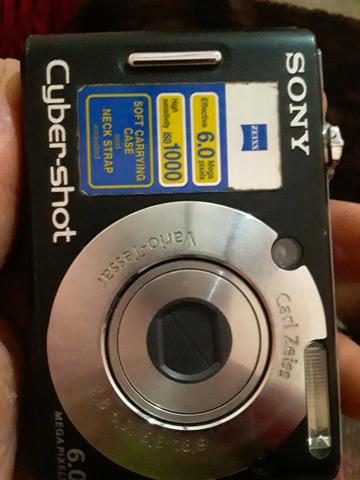 SONY
Cyber-shot
ZEISS
Effective 6.0 Mega pixels
High sensitivity ISO 1000
SOFT CARRYING
CASE
and
NECK STRAP
included
Vario-Tessar
Carl Zeiss
6.0
MEGAPIXEL